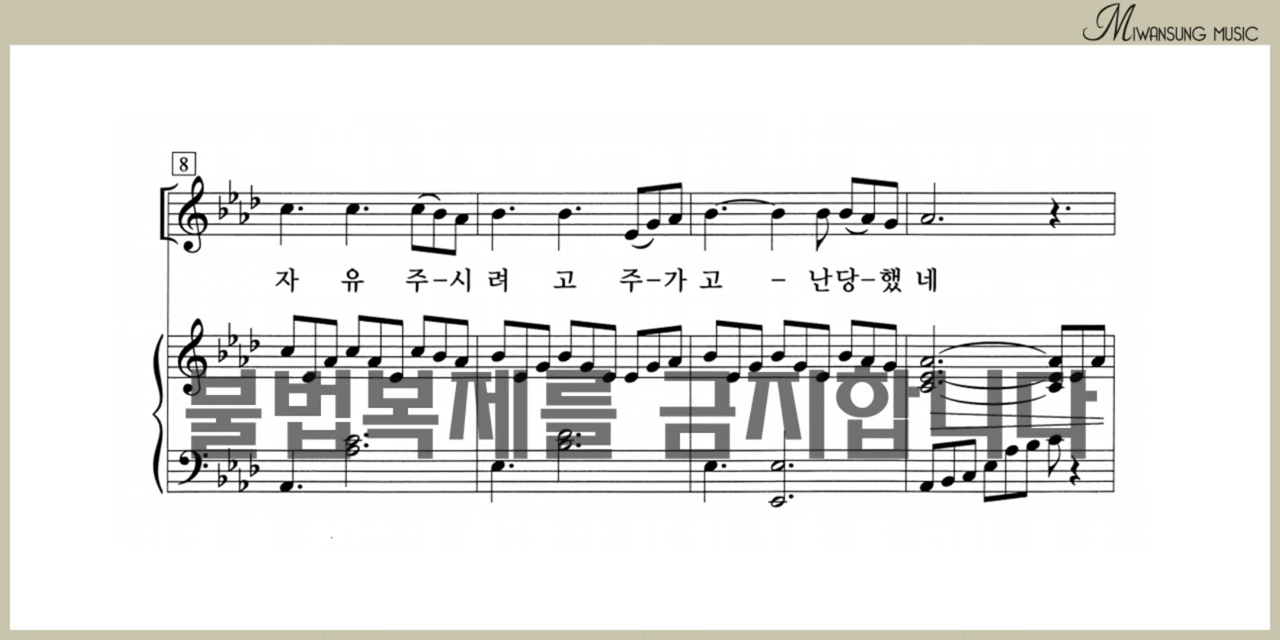 MIWANSUNG MUSIC
8
자 유 주-시 려 고 주-가 고 - 난당-했 네
불법복제를 금지합니다